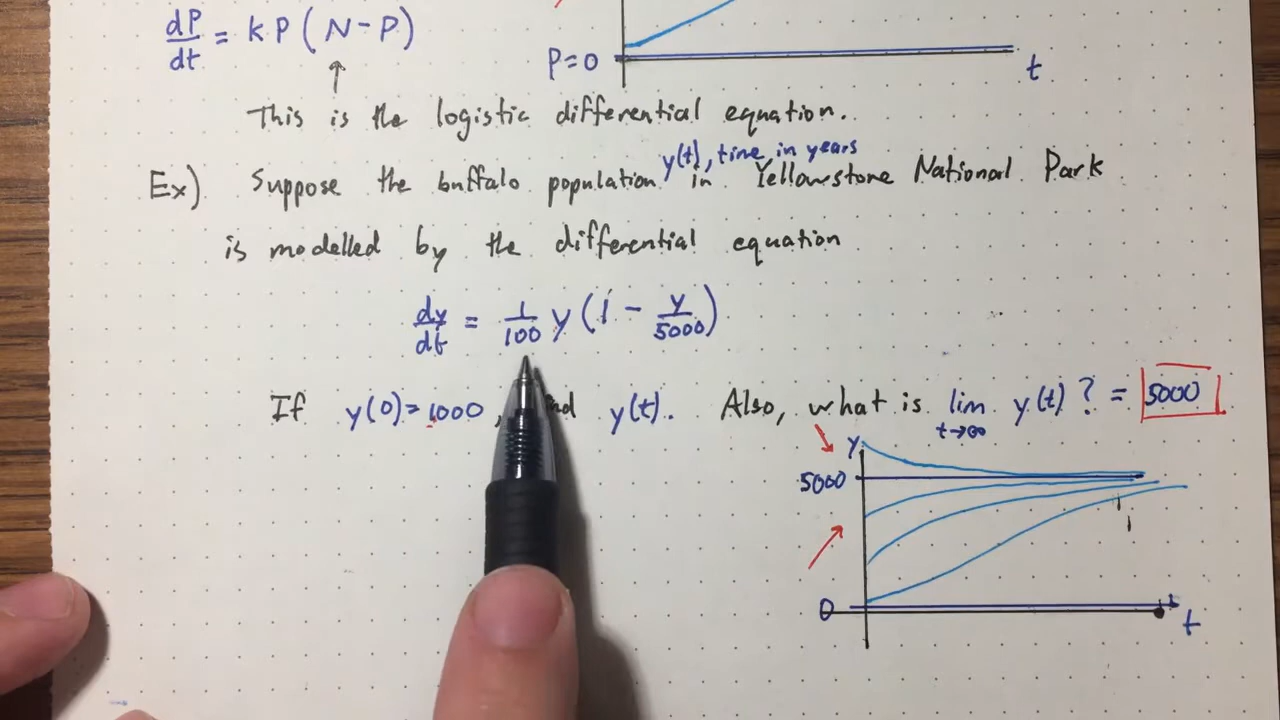 dP/dt = kP(N-P)
P=0
t
↑
This is the logistic differential equation.
y(t), time in years
Ex) Suppose the buffalo population in Yellowstone National Park
is modelled by the differential equation
dy/dt = 1/100 y(1 - y/5000)
If y(0)=1000, y(t). Also, what is lim t→∞ y(t)? = 5000
y
5000
0
t